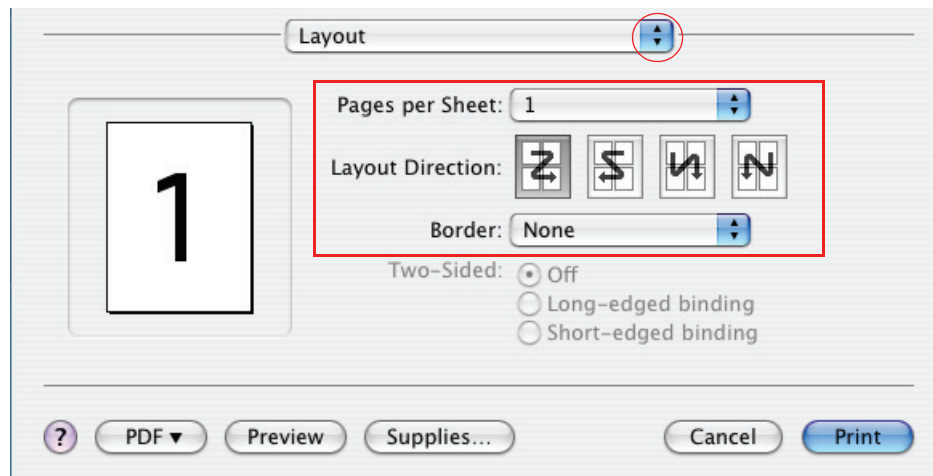 Layout
Pages per Sheet: 1
1
Layout Direction:
Border: None
Two-Sided: Off
Long-edged binding
Short-edged binding
? PDF▼ Preview Supplies... Cancel Print